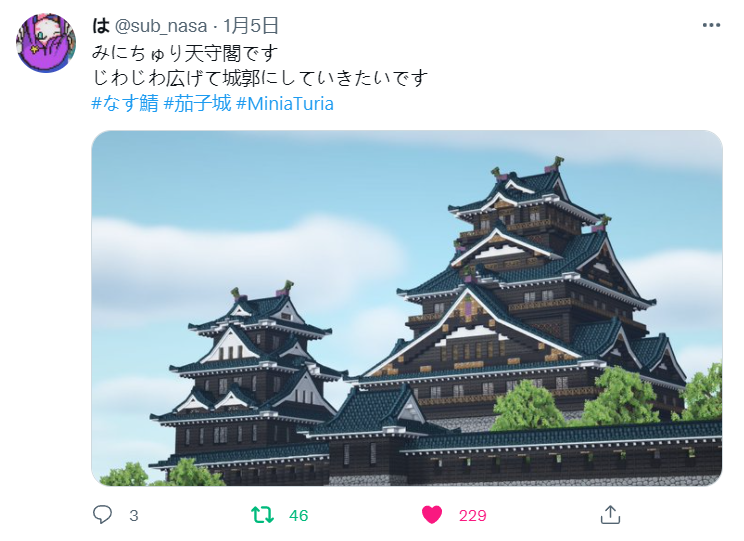 は @sub_nasa · 1月5日
みにちゅり天守閣です
じわじわ広げて城郭にしていきたいです
#なす鯖 #茄子城 #MiniaTuria
3 46 229